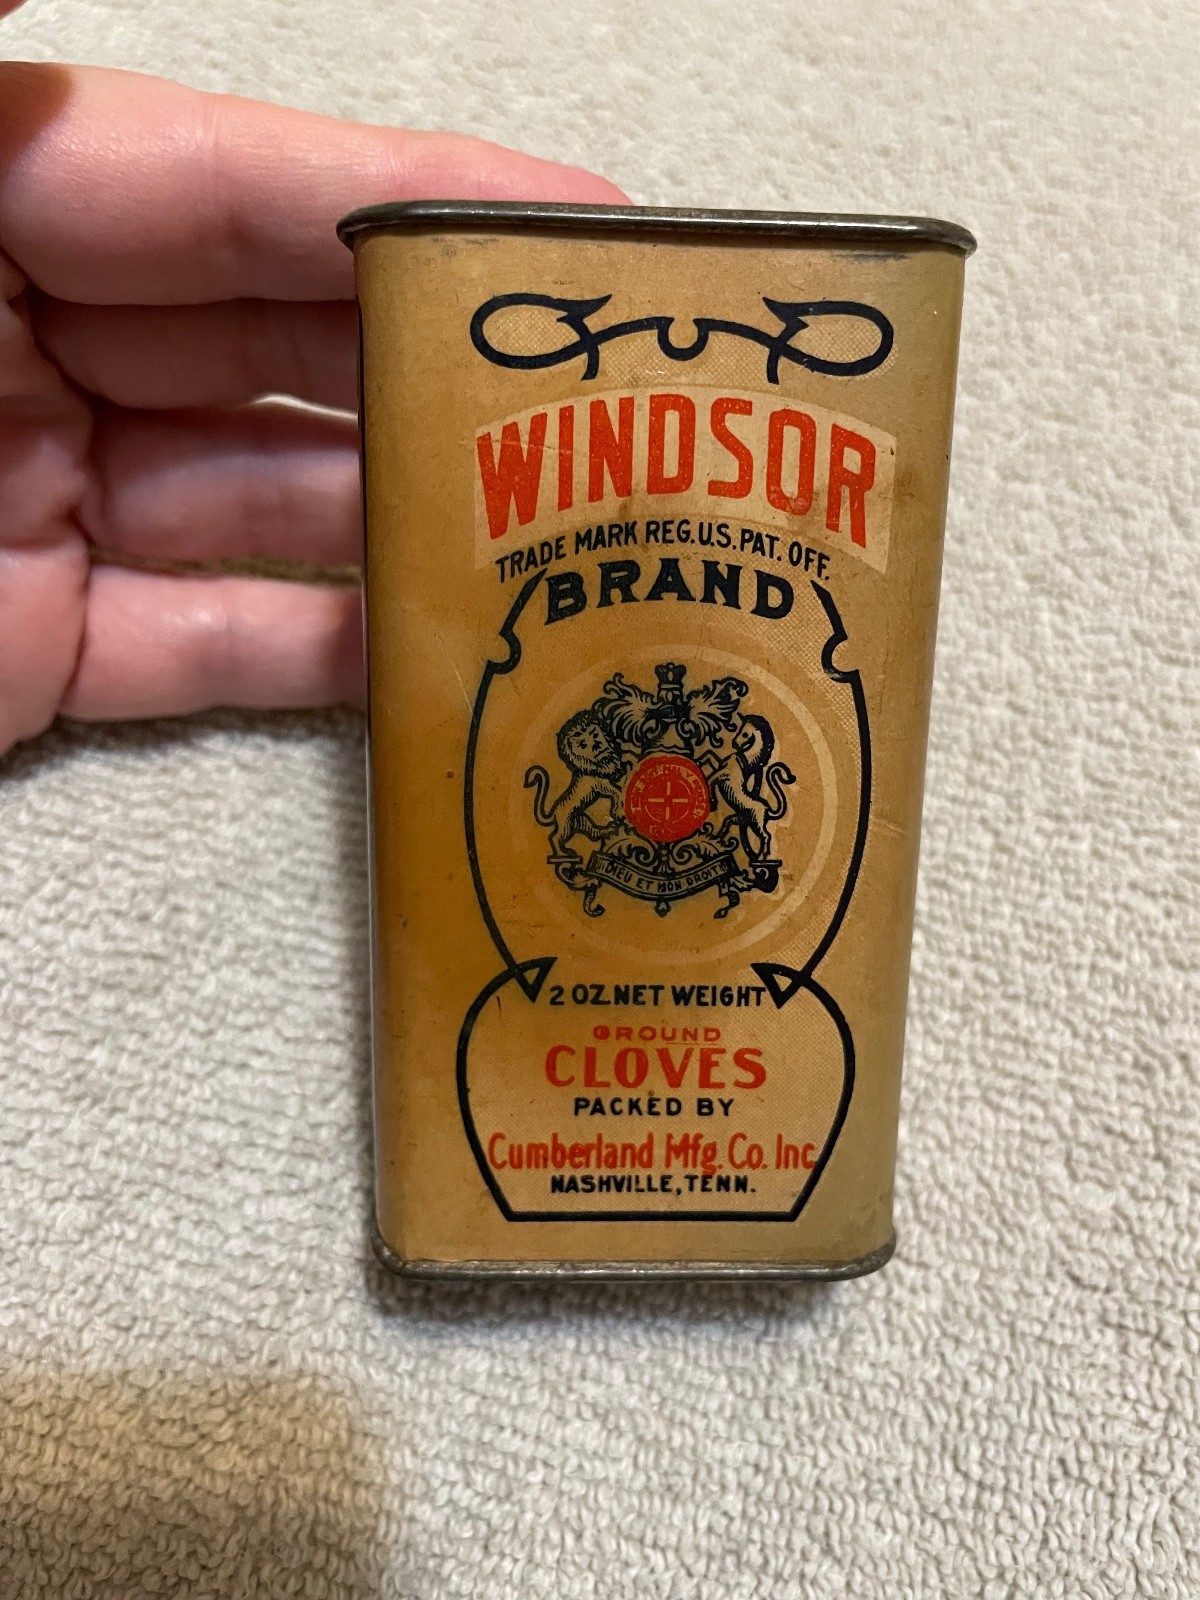 WINDSOR
TRADE MARK REG.U.S.PAT. OFF.
BRAND
DIEU ET MON DROIT
2 OZ.NET WEIGHT
GROUND
CLOVES
PACKED BY
Cumberland Mfg. Co. Inc.
NASHVILLE, TENN.